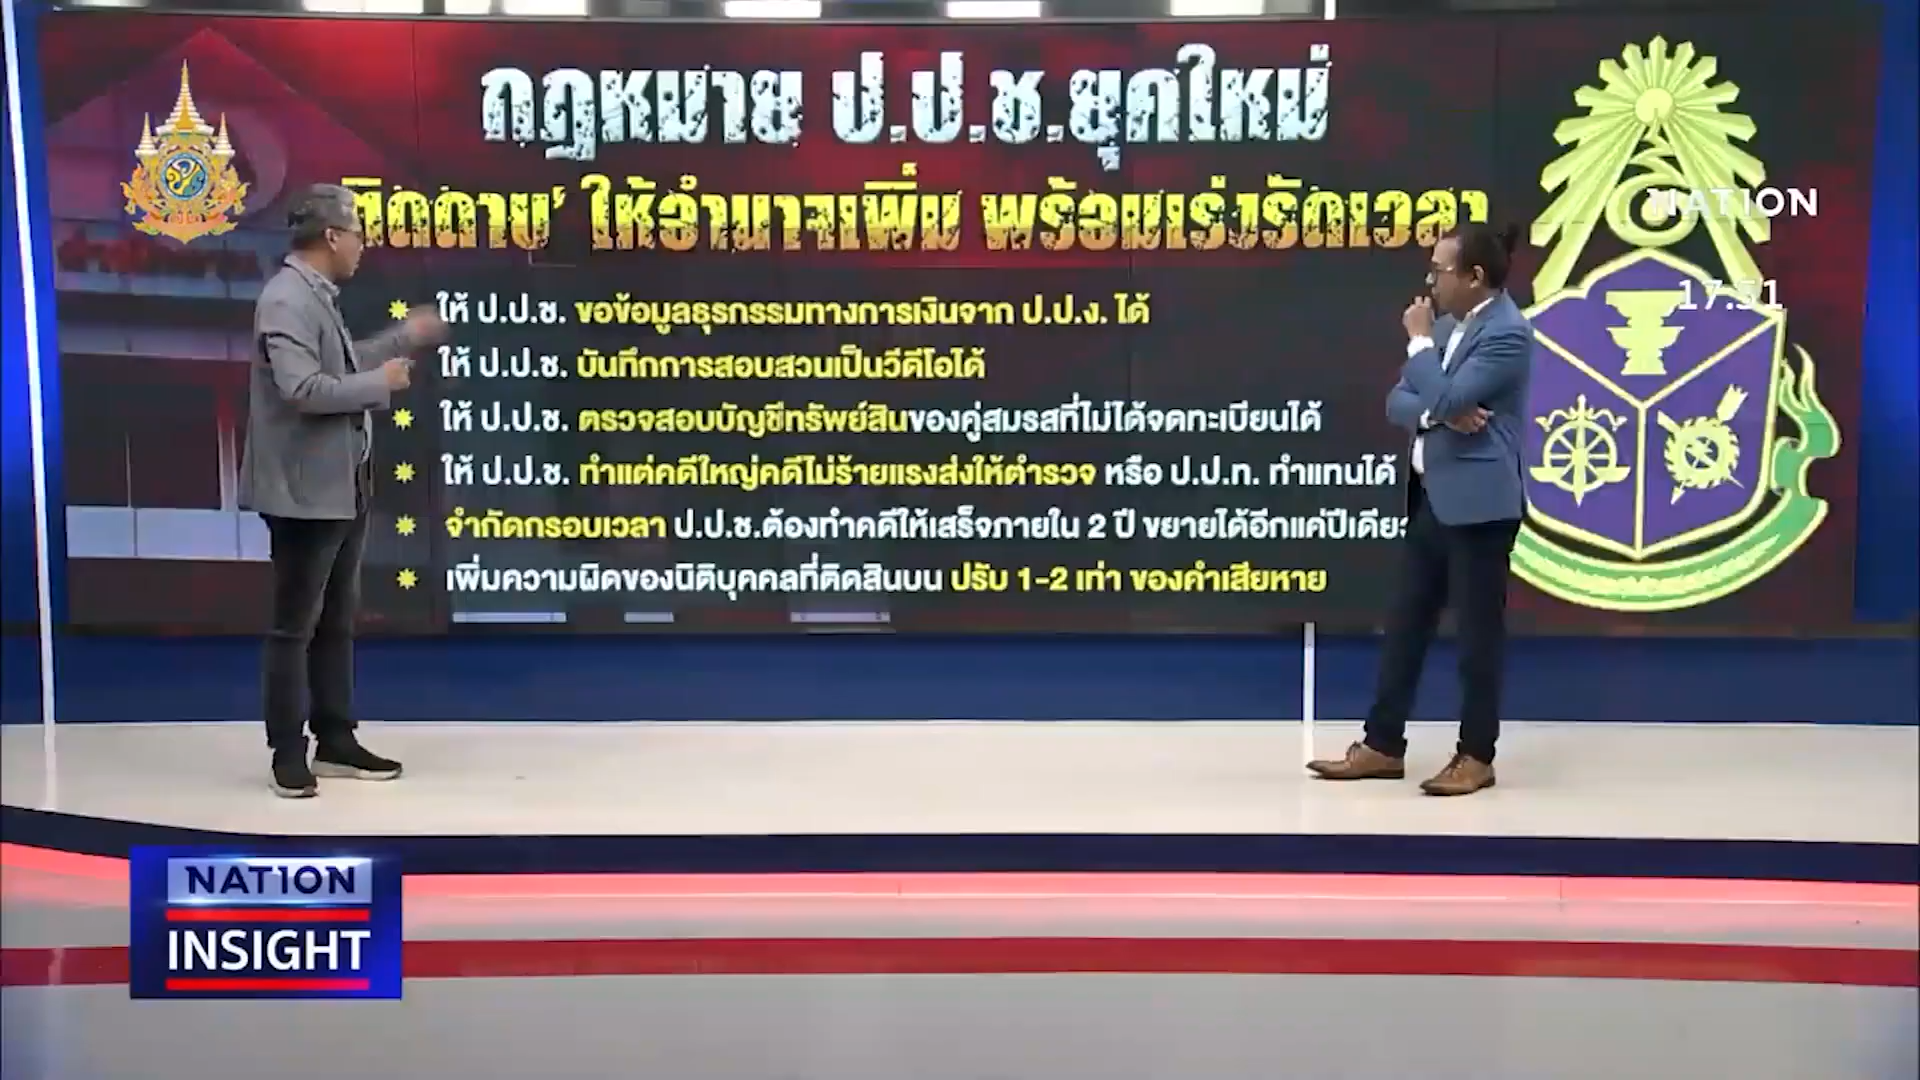 กฎหมาย ป.ป.ช.ยุคใหม่
ติดดาบ' ให้อำนาจเพิ่ม พร้อมเร่งรัดเวลา
NATION
17:51
ให้ ป.ป.ช. ขอข้อมูลธุรกรรมทางการเงินจาก ป.ป.ง. ได้
ให้ ป.ป.ช. บันทึกการสอบสวนเป็นวีดีโอได้
ให้ ป.ป.ช. ตรวจสอบบัญชีทรัพย์สินของคู่สมรสที่ไม่ได้จดทะเบียนได้
ให้ ป.ป.ช. ทำแต่คดีใหญ่คดีไม่ร้ายแรงส่งให้ตำรวจ หรือ ป.ป.ท. ทำแทนได้
จำกัดกรอบเวลา ป.ป.ช.ต้องทำคดีให้เสร็จภายใน 2 ปี ขยายได้อีกแค่ปีเดียว
เพิ่มความผิดของนิติบุคคลที่ติดสินบน ปรับ 1-2 เท่า ของค่าเสียหาย
NATION
INSIGHT